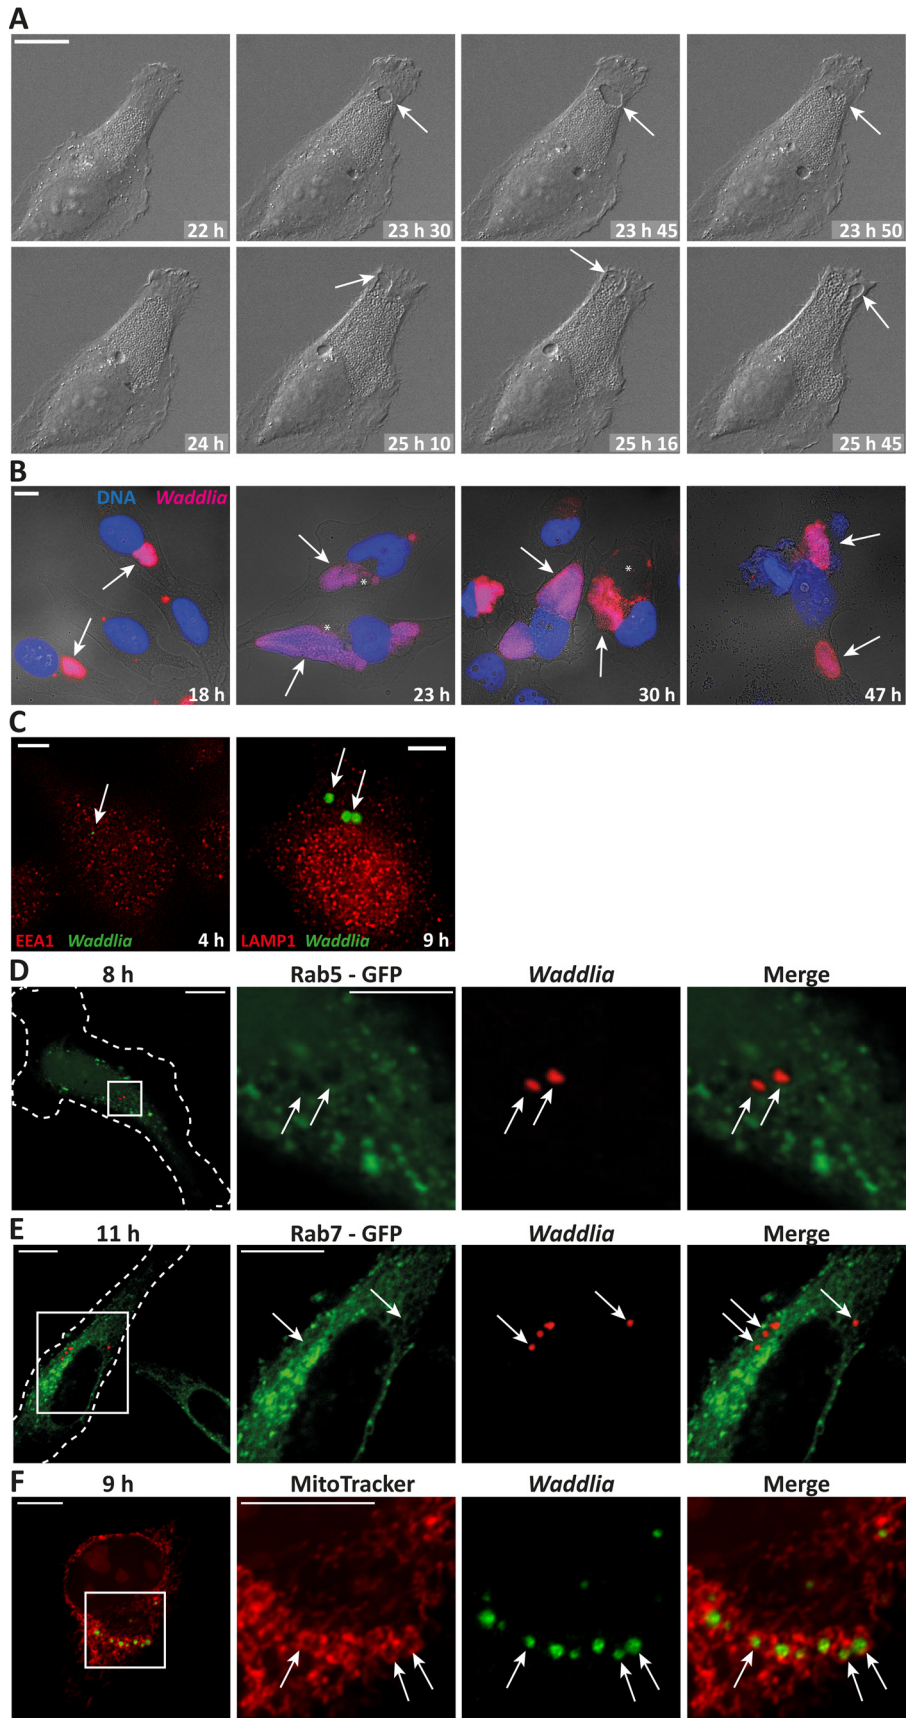 A
22 h
23 h 30
23 h 45
23 h 50
24 h
25 h 10
25 h 16
25 h 45
B
DNA Waddlia
18 h
*
*
23 h
*
30 h
47 h
C
EEA1 Waddlia 4 h
LAMP1 Waddlia 9 h
D 8 h Rab5 - GFP Waddlia Merge
E 11 h Rab7 - GFP Waddlia Merge
F 9 h MitoTracker Waddlia Merge